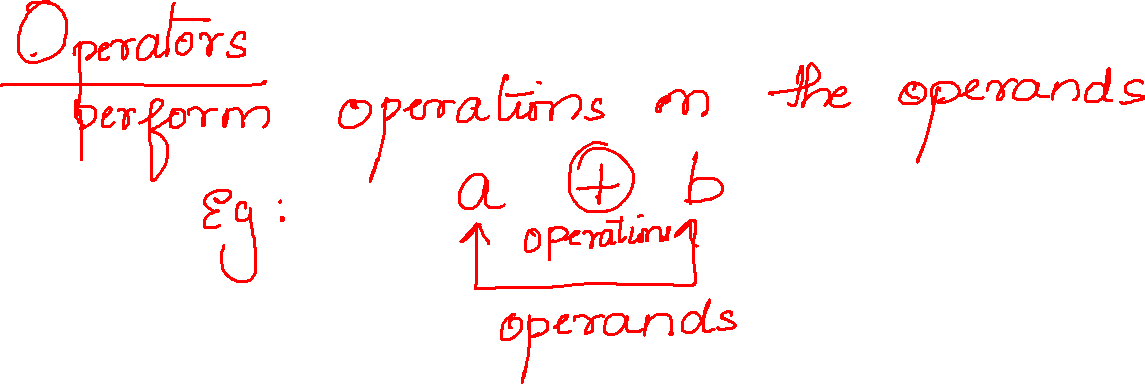 Operators
perform operations on the operands
Eg: a + b
operation
operands